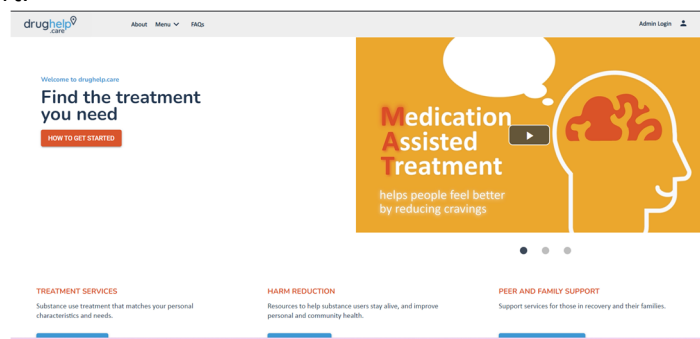 drughelp
.care
About Menu FAQs
Admin Login
Welcome to drughelp.care
Find the treatment
you need
HOW TO GET STARTED
Medication
Assisted
Treatment
helps people feel better
by reducing cravings
TREATMENT SERVICES
Substance use treatment that matches your personal
characteristics and needs.
HARM REDUCTION
Resources to help substance users stay alive, and improve
personal and community health.
PEER AND FAMILY SUPPORT
Support services for those in recovery and their families.